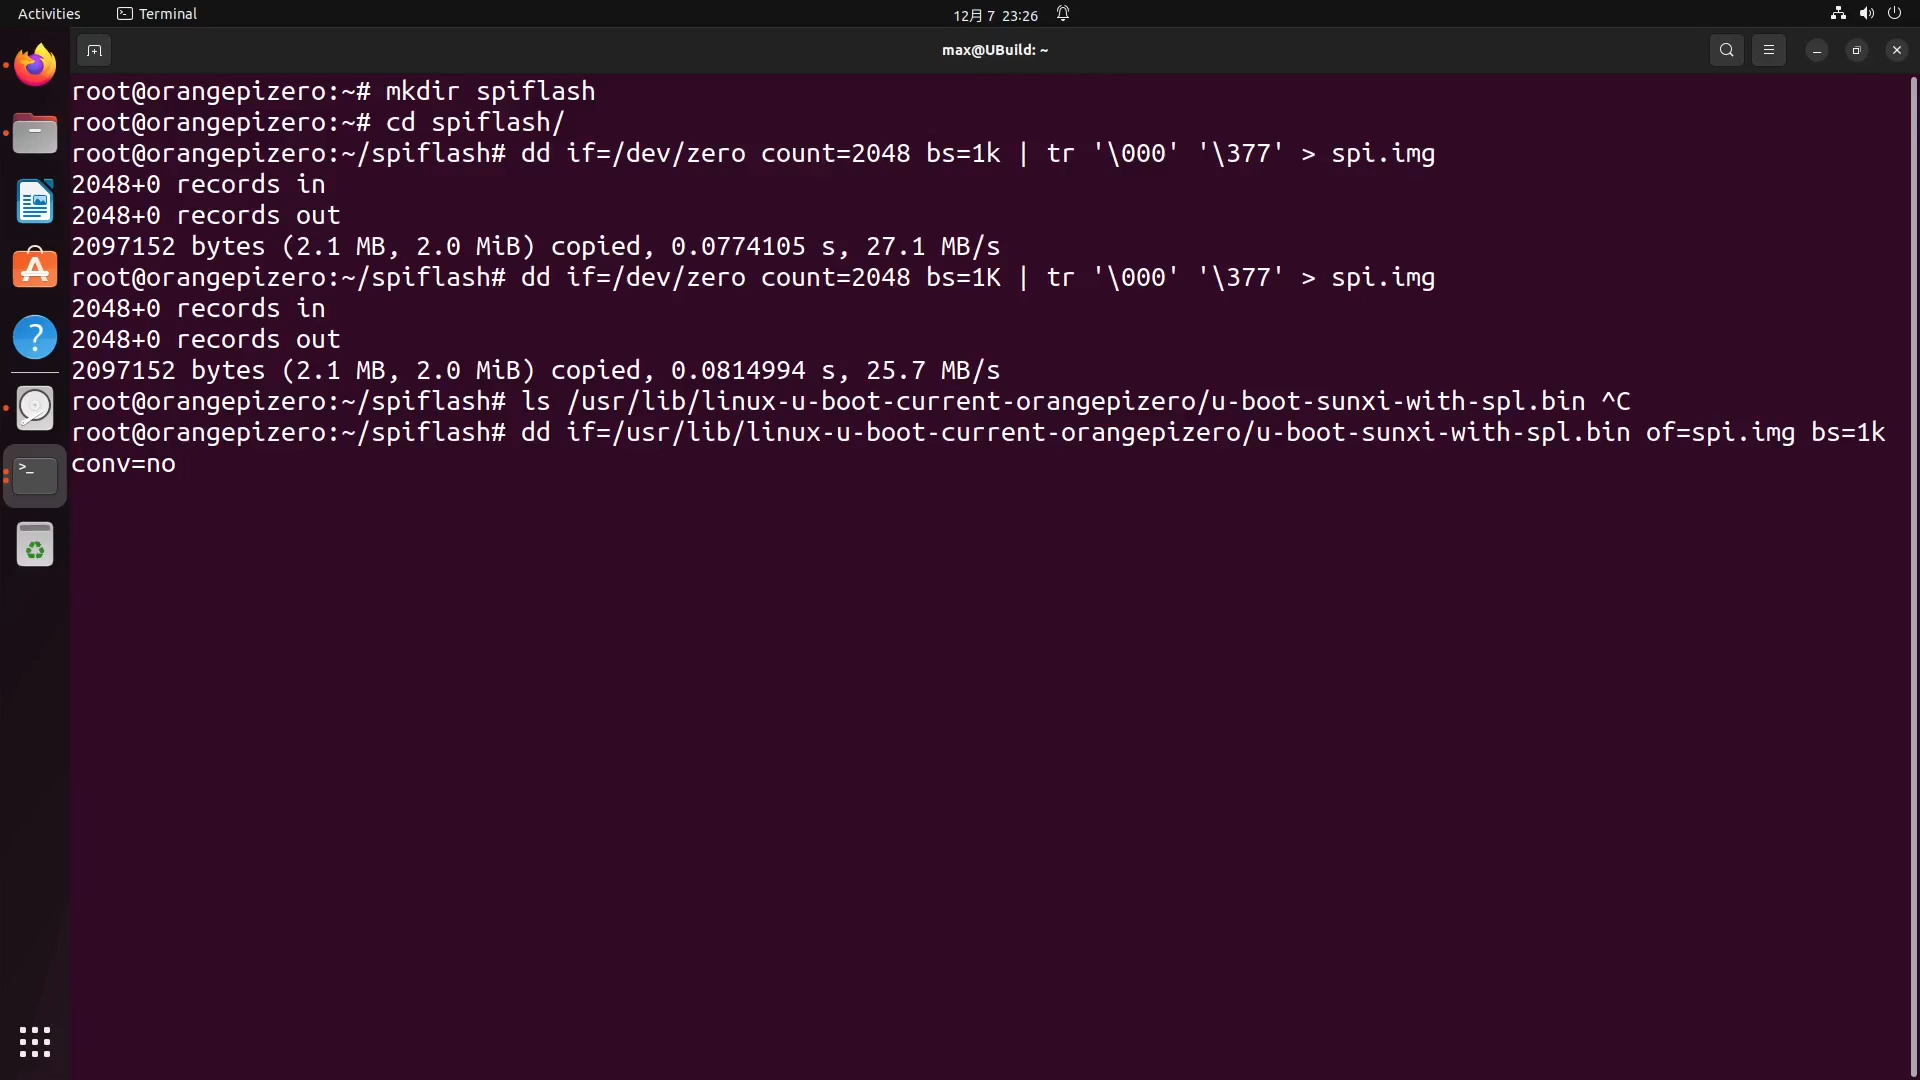 Activities
Terminal
12月 7 23:26
max@UBuild: ~
root@orangepizero:~# mkdir spiflash
root@orangepizero:~# cd spiflash/
root@orangepizero:~/spiflash# dd if=/dev/zero count=2048 bs=1k | tr '\000' '\377' > spi.img
2048+0 records in
2048+0 records out
2097152 bytes (2.1 MB, 2.0 MiB) copied, 0.0774105 s, 27.1 MB/s
root@orangepizero:~/spiflash# dd if=/dev/zero count=2048 bs=1K | tr '\000' '\377' > spi.img
2048+0 records in
2048+0 records out
2097152 bytes (2.1 MB, 2.0 MiB) copied, 0.0814994 s, 25.7 MB/s
root@orangepizero:~/spiflash# ls /usr/lib/linux-u-boot-current-orangepizero/u-boot-sunxi-with-spl.bin ^C
root@orangepizero:~/spiflash# dd if=/usr/lib/linux-u-boot-current-orangepizero/u-boot-sunxi-with-spl.bin of=spi.img bs=1k
conv=no